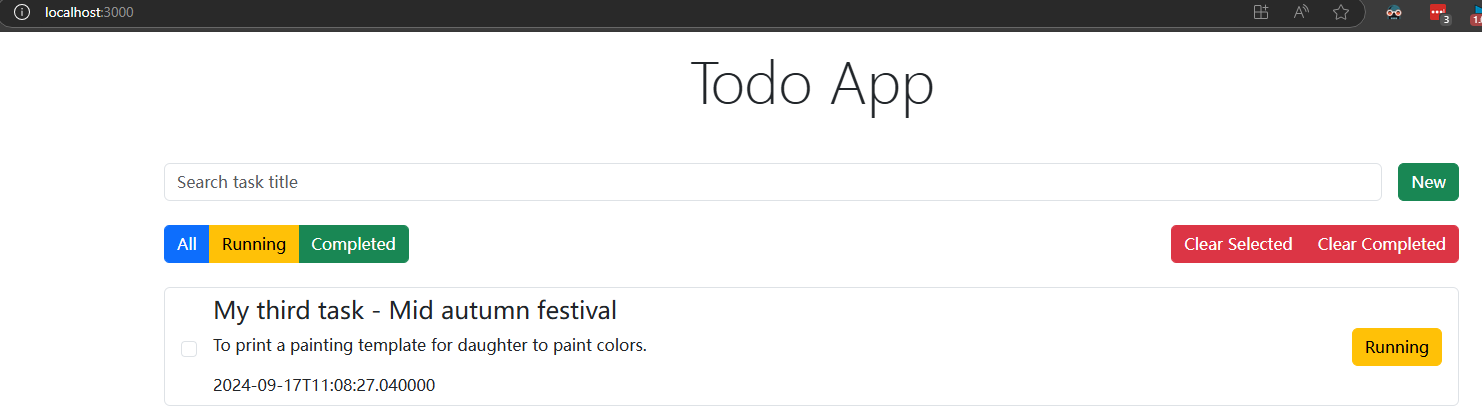 localhost:3000
3
Todo App
Search task title
New
All Running Completed
Clear Selected Clear Completed
My third task - Mid autumn festival
To print a painting template for daughter to paint colors.
Running
2024-09-17T11:08:27.040000